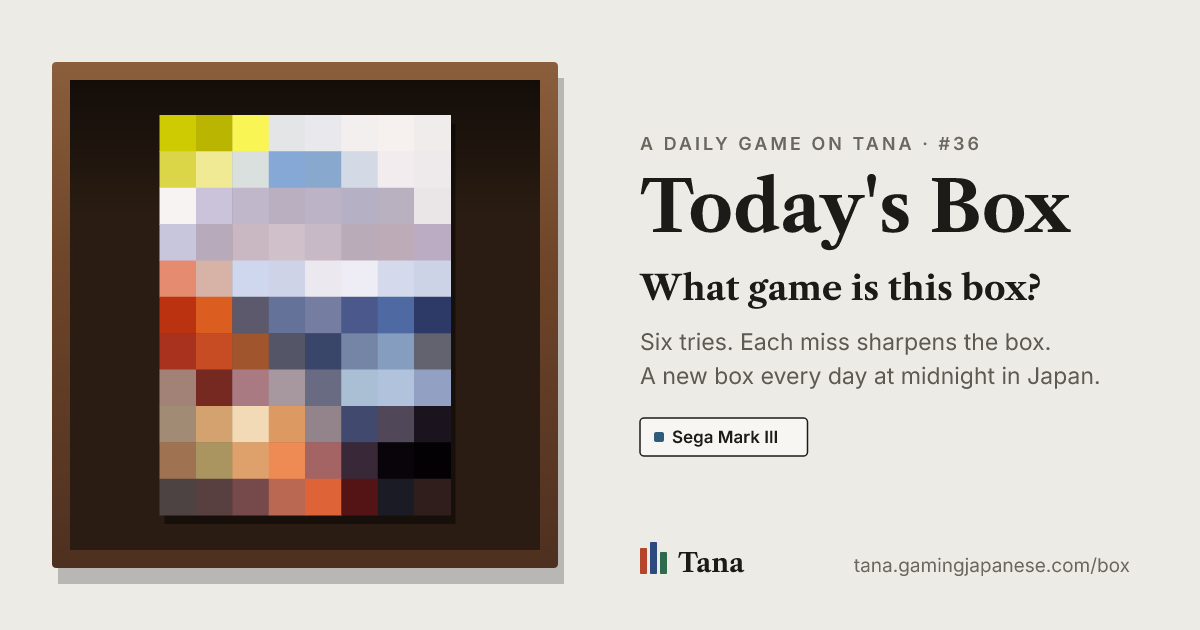 A DAILY GAME ON TANA · #36
Today's Box
What game is this box?
Six tries. Each miss sharpens the box.
A new box every day at midnight in Japan.
Sega Mark III
Tana
tana.gamingjapanese.com/box